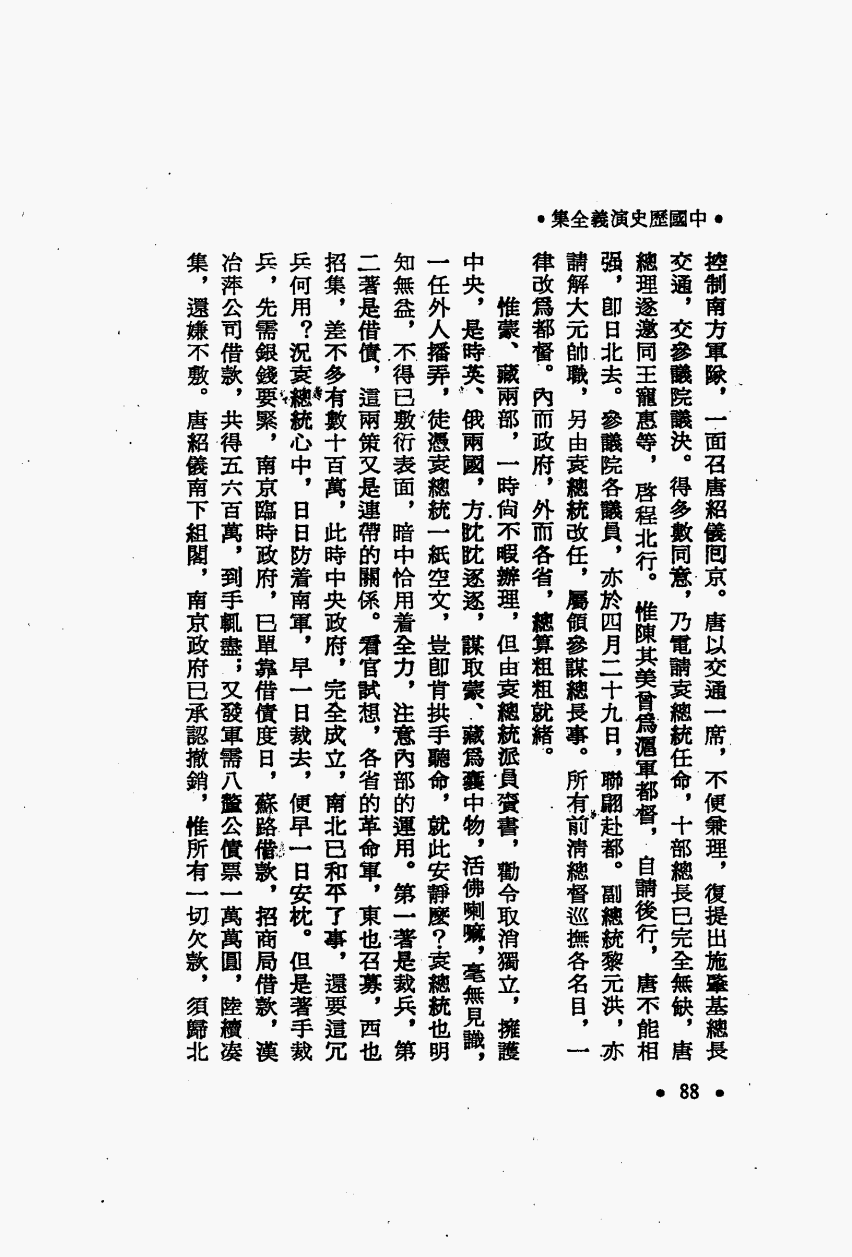 •中國歷史演義全集•
控制南方軍隊，一面召唐紹儀囘京。唐以交通一席，不便兼理，復提出施肇基總長
交通，交參議院議決。得多數同意，乃電請袁總統任命，十部總長已完全無缺，唐
總理遂邀同王寵惠等，啓程北行。惟陳其美曾爲滬軍都督，自請後行，唐不能相
强，卽日北去。參議院各議員，亦於四月二十九日，聯翩赴都。副總統黎元洪，亦
請解大元帥職，另由袁總統改任，屬領參謀總長事。所有前淸總督巡撫各名目，一
律改爲都督。內而政府，外而各省，總算粗粗就緒。
惟蒙、藏兩部，一時尙不暇辦理，但由袁總統派員齎書，勸令取消獨立，擁護
中央，是時英、俄兩國，方眈眈逐逐，謀取蒙、藏爲囊中物，活佛喇嘛，毫無見識，
一任外人播弄，徒憑袁總統一紙空文，豈卽肯拱手聽命，就此安靜麽？袁總統也明
知無益，不得已敷衍表面，暗中恰用着全力，注意內部的運用。第一著是裁兵，第
二著是借債，這兩策又是連帶的關係。看官試想，各省的革命軍，東也召募，西也
招集，差不多有數十百萬，此時中央政府，完全成立，南北已和平了事，還要這冗
兵何用？況袁總統心中，日日防着南軍，早一日裁去，便早一日安枕。但是著手裁
兵，先需銀錢要緊，南京臨時政府，已單靠借債度日，蘇路借款，招商局借款，漢
冶萍公司借款，共得五六百萬，到手輒盡；又發軍需八釐公債票一萬萬圓，陸續湊
集，還嫌不敷。唐紹儀南下組閣，南京政府已承認撤銷，惟所有一切欠款，須歸北
•88•